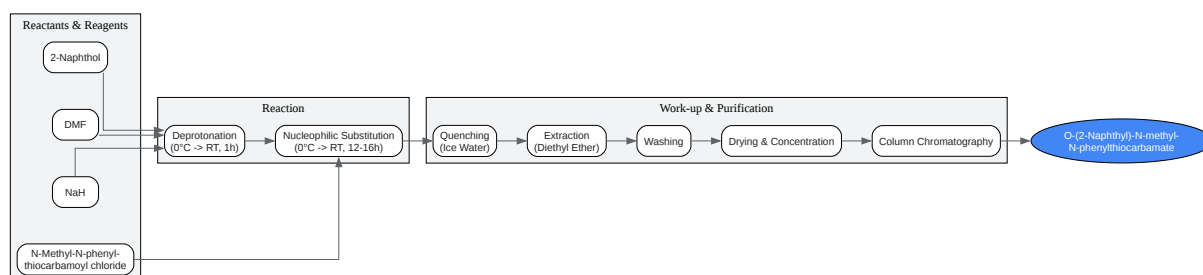 Reactants & Reagents
2-Naphthol
DMF
NaH
N-Methyl-N-phenyl-
thiocarbamoyl chloride
Reaction
Deprotonation
(0°C -> RT, 1h)
Nucleophilic Substitution
(0°C -> RT, 12-16h)
Work-up & Purification
Quenching
(Ice Water)
Extraction
(Diethyl Ether)
Washing
Drying & Concentration
Column Chromatography
O-(2-Naphthyl)-N-methyl-
N-phenylthiocarbamate